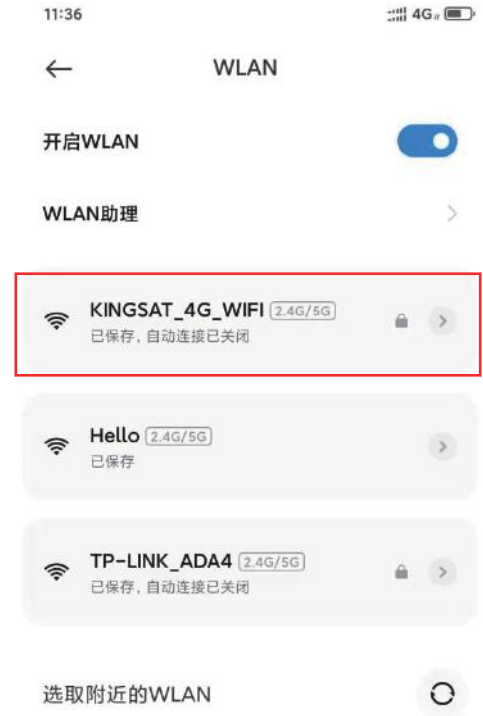 11:36 4G
WLAN
开启WLAN
WLAN助理
KINGSAT_4G_WIFI 2.4G/5G
已保存，自动连接已关闭
Hello 2.4G/5G
已保存
TP-LINK_ADA4 2.4G/5G
已保存，自动连接已关闭
选取附近的WLAN